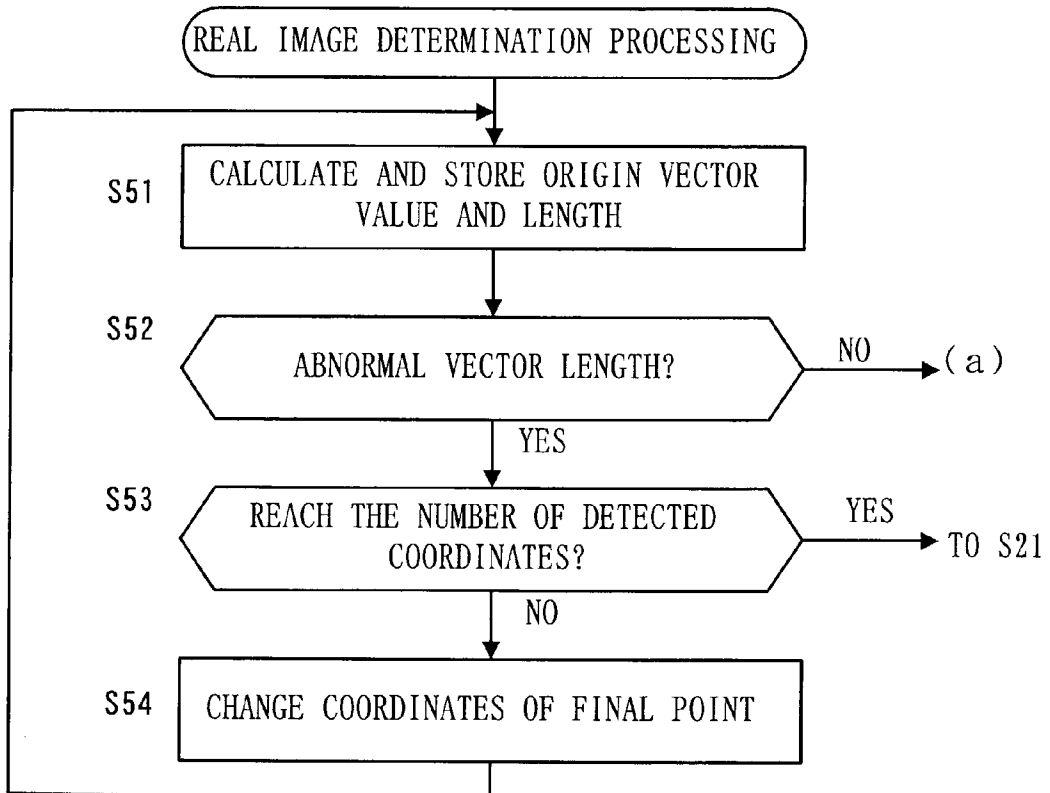 REAL IMAGE DETERMINATION PROCESSING
S51
CALCULATE AND STORE ORIGIN VECTOR
VALUE AND LENGTH
S52
ABNORMAL VECTOR LENGTH?
NO
(a)
YES
S53
REACH THE NUMBER OF DETECTED
COORDINATES?
YES
TO S21
NO
S54
CHANGE COORDINATES OF FINAL POINT